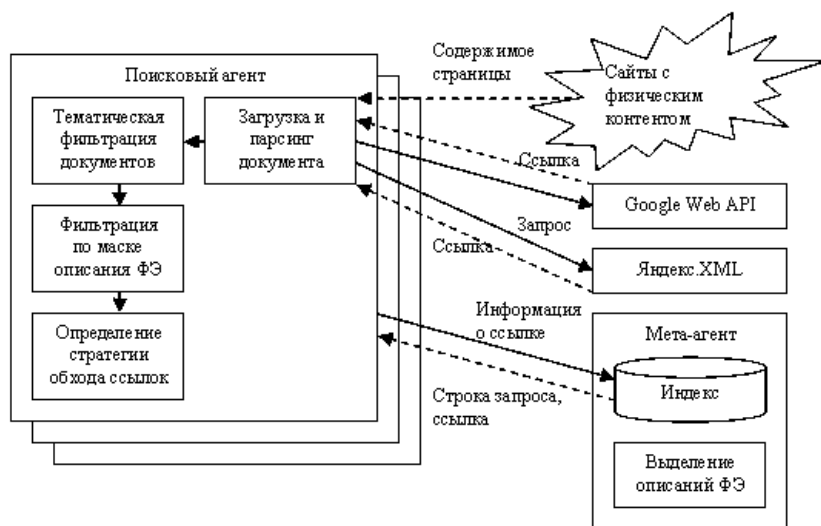 Поисковый агент
Тематическая
фильтрация
документов
Загрузка и
парсинг
документа
Фильтрация
по маске
описания ФЭ
Определение
стратегии
обхода ссылок
Содержимое
страницы
Сайты с
физическим
контентом
Ссылка
Google Web API
Запрос
Ссылка
Яндекс.XML
Информация
о ссылке
Строка запроса,
ссылка
Мета-агент
Индекс
Выделение
описаний ФЭ